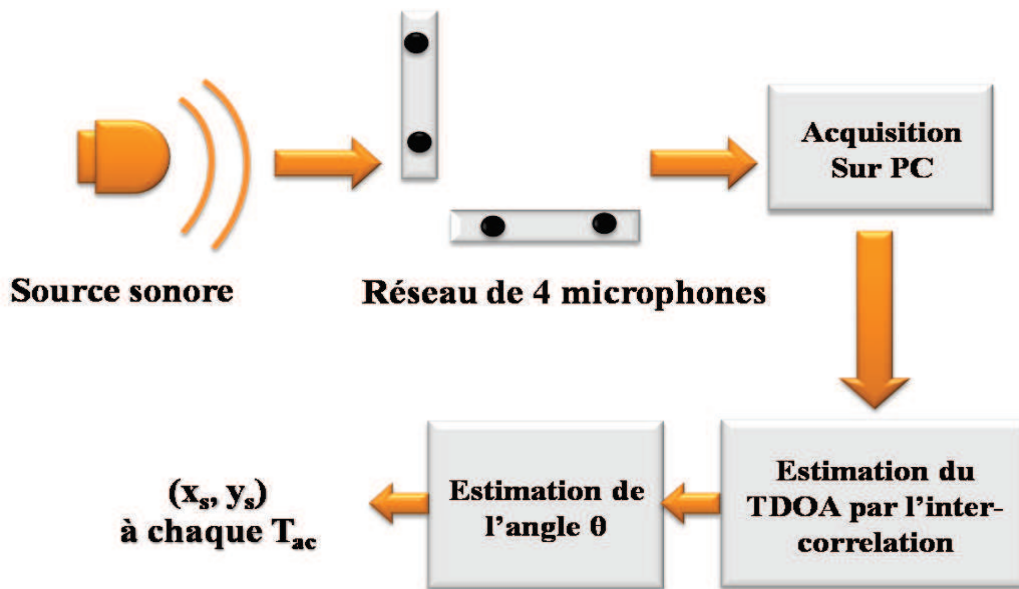 Acquisition
Sur PC
Source sonore
Réseau de 4 microphones
Estimation du
TDOA par l'inter-
correlation
Estimation de
l'angle θ
(xs, ys)
à chaque Tac